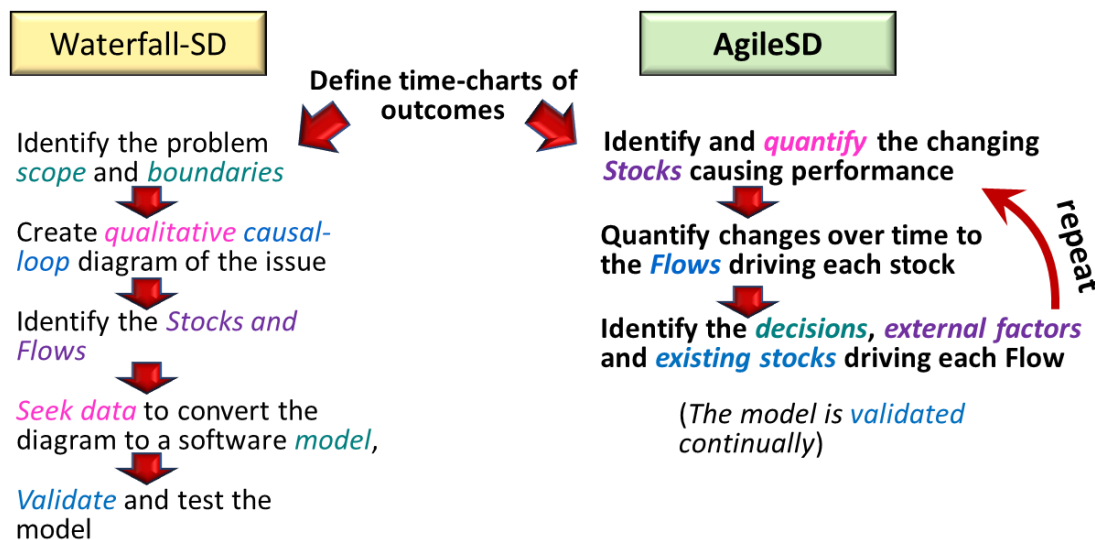 Waterfall-SD
AgileSD
Define time-charts of
outcomes
Identify the problem
scope and boundaries
Create qualitative causal-
loop diagram of the issue
Identify the Stocks and
Flows
Seek data to convert the
diagram to a software model,
Validate and test the
model
Identify and quantify the changing
Stocks causing performance
Quantify changes over time to
the Flows driving each stock
Identify the decisions, external factors
and existing stocks driving each Flow
repeat
(The model is validated
continually)